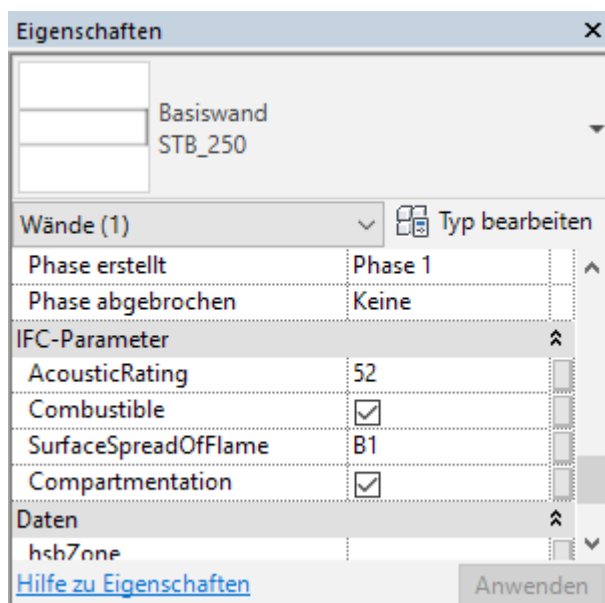 Eigenschaften
Basiswand
STB_250
Wände (1)
Typ bearbeiten
Phase erstellt Phase 1
Phase abgebrochen Keine
IFC-Parameter
AcousticRating 52
Combustible
SurfaceSpreadOfFlame B1
Compartmentation
Daten
hsbZone
Hilfe zu Eigenschaften Anwenden